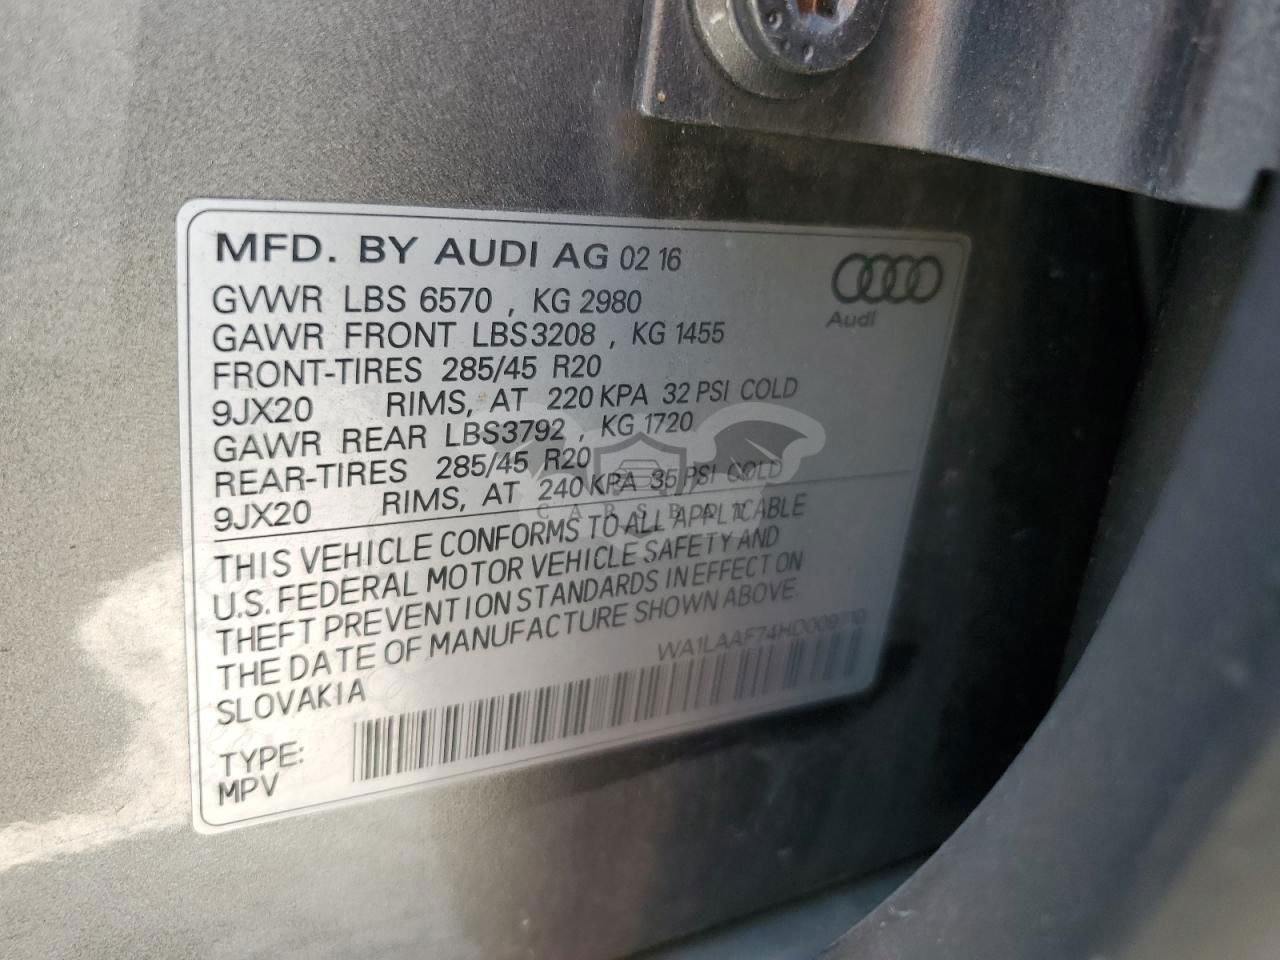 MFD. BY AUDI AG 02 16
Audi
GVWR LBS 6570 , KG 2980
GAWR FRONT LBS3208 , KG 1455
FRONT-TIRES 285/45 R20
9JX20 RIMS, AT 220 KPA 32 PSI COLD
GAWR REAR LBS3792 , KG 1720
REAR-TIRES 285/45 R20
9JX20 RIMS, AT 240 KPA 35 PSI COLD
CARSBAN
THIS VEHICLE CONFORMS TO ALL APPLICABLE
U.S. FEDERAL MOTOR VEHICLE SAFETY AND
THEFT PREVENTION STANDARDS IN EFFECT ON
THE DATE OF MANUFACTURE SHOWN ABOVE.
SLOVAKIA
WA1LAAF74HD009710
TYPE:
MPV